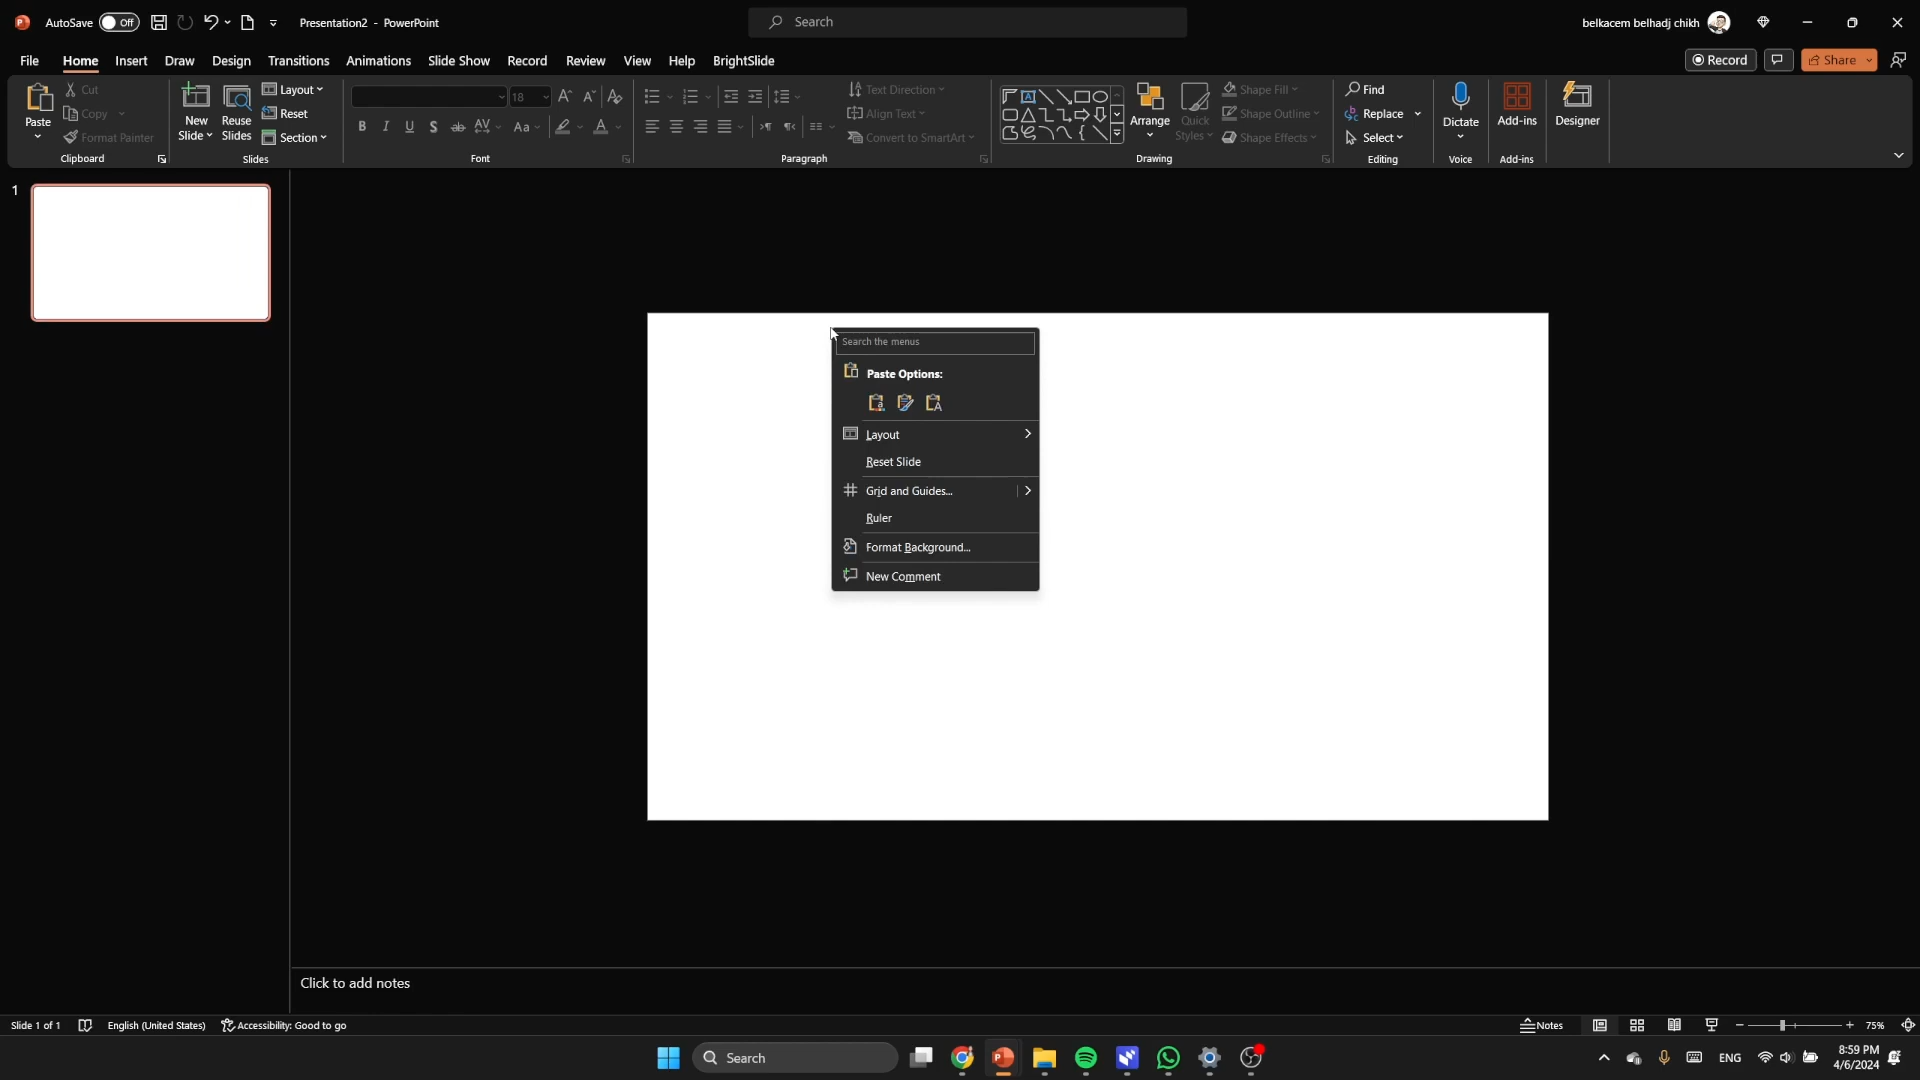 AutoSave Off Presentation2 - PowerPoint Search belkacem belhadj chikh
File Home Insert Draw Design Transitions Animations Slide Show Record Review View Help BrightSlide Record Share
Paste Cut Copy Format Painter Clipboard
New Slide Reuse Slides Layout Reset Section Slides
18 B I U S ab AV Aa A Font
Text Direction Align Text Convert to SmartArt Paragraph
Arrange Quick Styles Shape Fill Shape Outline Shape Effects Drawing
Find Replace Select Editing
Dictate Voice
Add-ins Add-ins
Designer
1
Search the menus
Paste Options:
Layout
Reset Slide
Grid and Guides...
Ruler
Format Background...
New Comment
Click to add notes
Slide 1 of 1 English (United States) Accessibility: Good to go Notes 75%
Search ENG 8:59 PM
4/6/2024